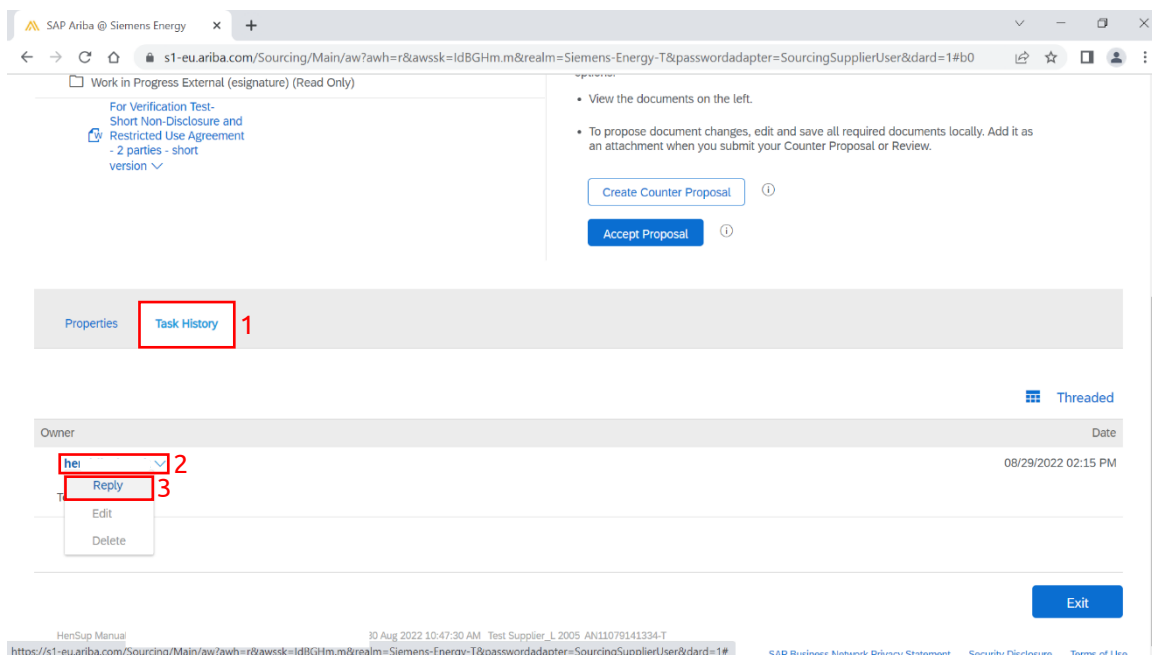 SAP Ariba @ Siemens Energy
s1-eu.ariba.com/Sourcing/Main/aw?awh=r&awssk=IdBGHm.m&realm=Siemens-Energy-T&passwordadapter=SourcingSupplierUser&dard=1#b0
Work in Progress External (esignature) (Read Only)
For Verification Test-
Short Non-Disclosure and
Restricted Use Agreement
- 2 parties - short
version
options.
• View the documents on the left.
• To propose document changes, edit and save all required documents locally. Add it as
an attachment when you submit your Counter Proposal or Review.
Create Counter Proposal
Accept Proposal
Properties
Task History
1
Threaded
Owner
Date
2
08/29/2022 02:15 PM
Reply
3
Edit
Delete
Exit
HenSup Manual
30 Aug 2022 10:47:30 AM Test Supplier_L 2005 AN11079141334-T
https://s1-eu.ariba.com/Sourcing/Main/aw?awh=r&awssk=IdBGHm.m&realm=Siemens-Energy-T&passwordadapter=SourcingSupplierUser&dard=1#
SAP Business Network Privacy Statement
Security Disclosure
Terms of Use